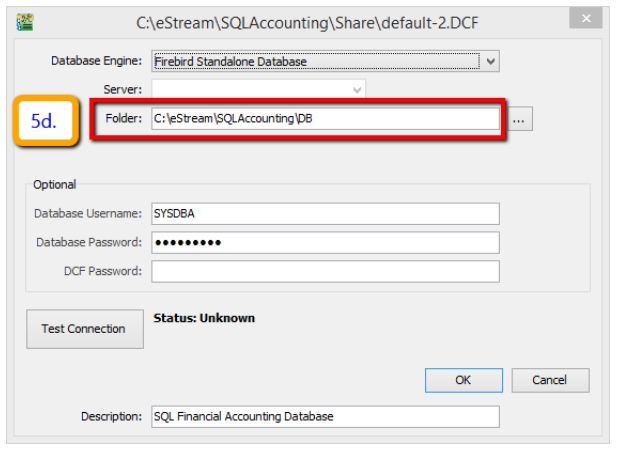 C:\eStream\SQLAccounting\Share\default-2.DCF
Database Engine: Firebird Standalone Database
Server:
5d.
Folder: C:\eStream\SQLAccounting\DB ...
Optional
Database Username: SYSDBA
Database Password: •••••••••
DCF Password:
Test Connection Status: Unknown
OK Cancel
Description: SQL Financial Accounting Database